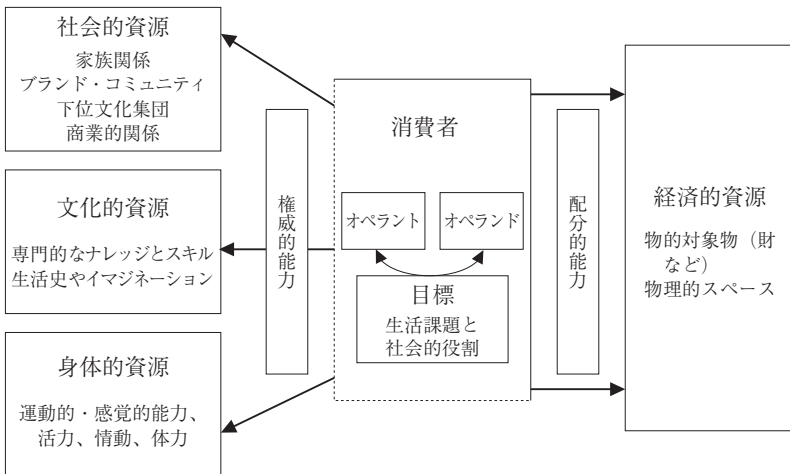 社会的資源
家族関係
ブランド・コミュニティ
下位文化集団
商業的関係
文化的資源
専門的なナレッジとスキル
生活史やイマジネーション
身体的資源
運動的・感覚的能力、
活力、情動、体力
権威的能力
消費者
オペラント
オペランド
目標
生活課題と
社会的役割
配分的能力
経済的資源
物的対象物（財
など）
物理的スペース